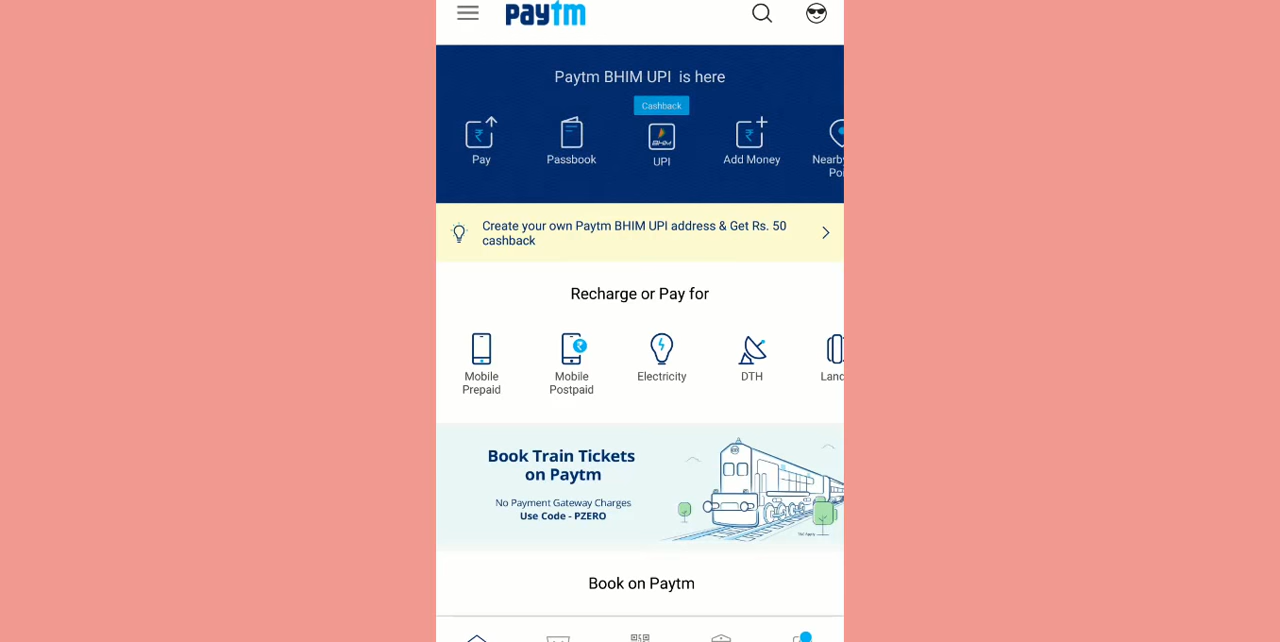 paytm
Paytm BHIM UPI is here
Cashback
Pay
Passbook
UPI
Add Money
Nearby
Create your own Paytm BHIM UPI address & Get Rs. 50
cashback
Recharge or Pay for
Mobile
Prepaid
Mobile
Postpaid
Electricity
DTH
Book Train Tickets
on Paytm
No Payment Gateway Charges
Use Code - PZERO
Book on Paytm